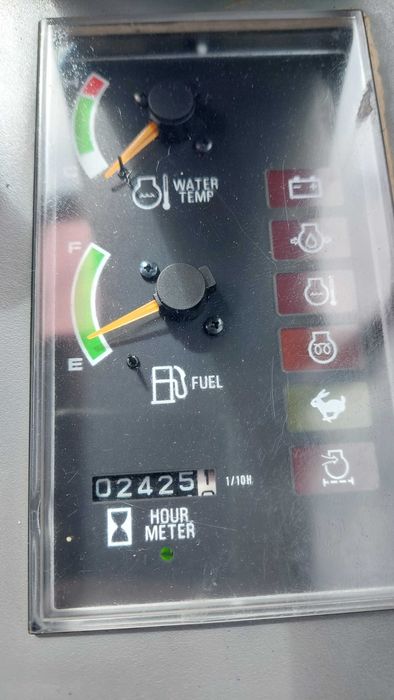 C
WATER
TEMP
F
E
FUEL
02425
1/10H
HOUR
METER